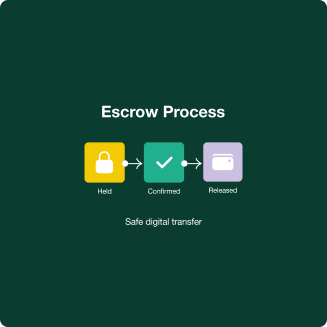 Escrow Process
Held
Confirmed
Released
Safe digital transfer